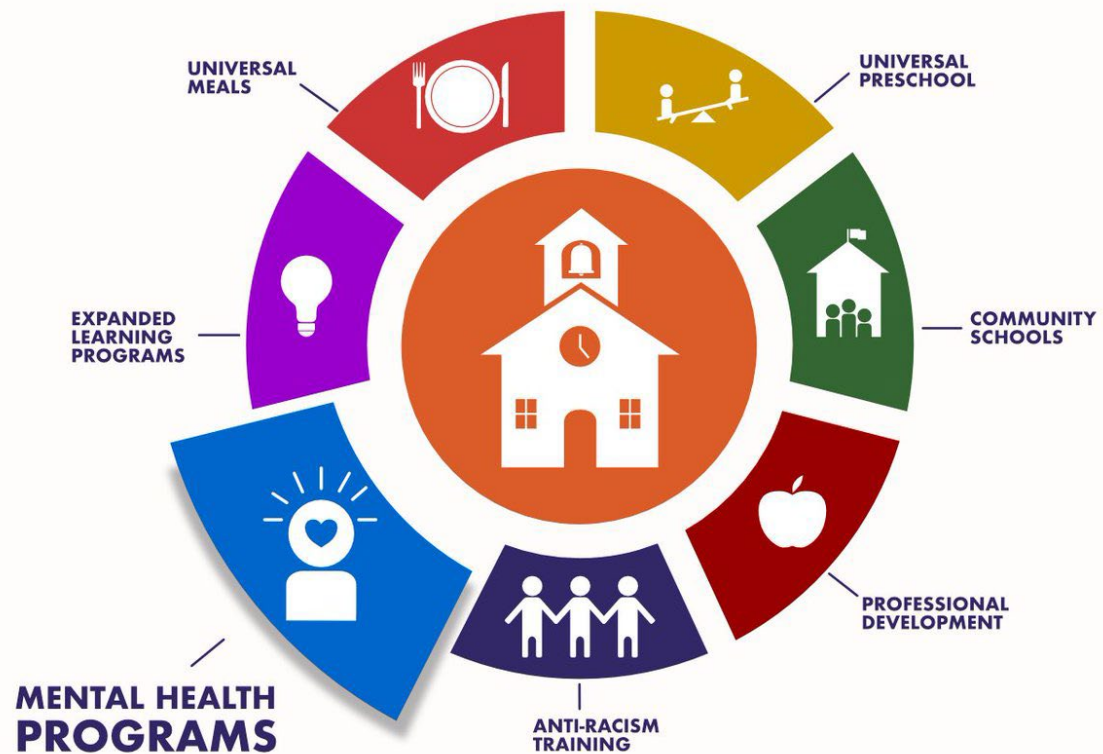 UNIVERSAL
MEALS
UNIVERSAL
PRESCHOOL
EXPANDED
LEARNING
PROGRAMS
COMMUNITY
SCHOOLS
PROFESSIONAL
DEVELOPMENT
MENTAL HEALTH
PROGRAMS
ANTI-RACISM
TRAINING